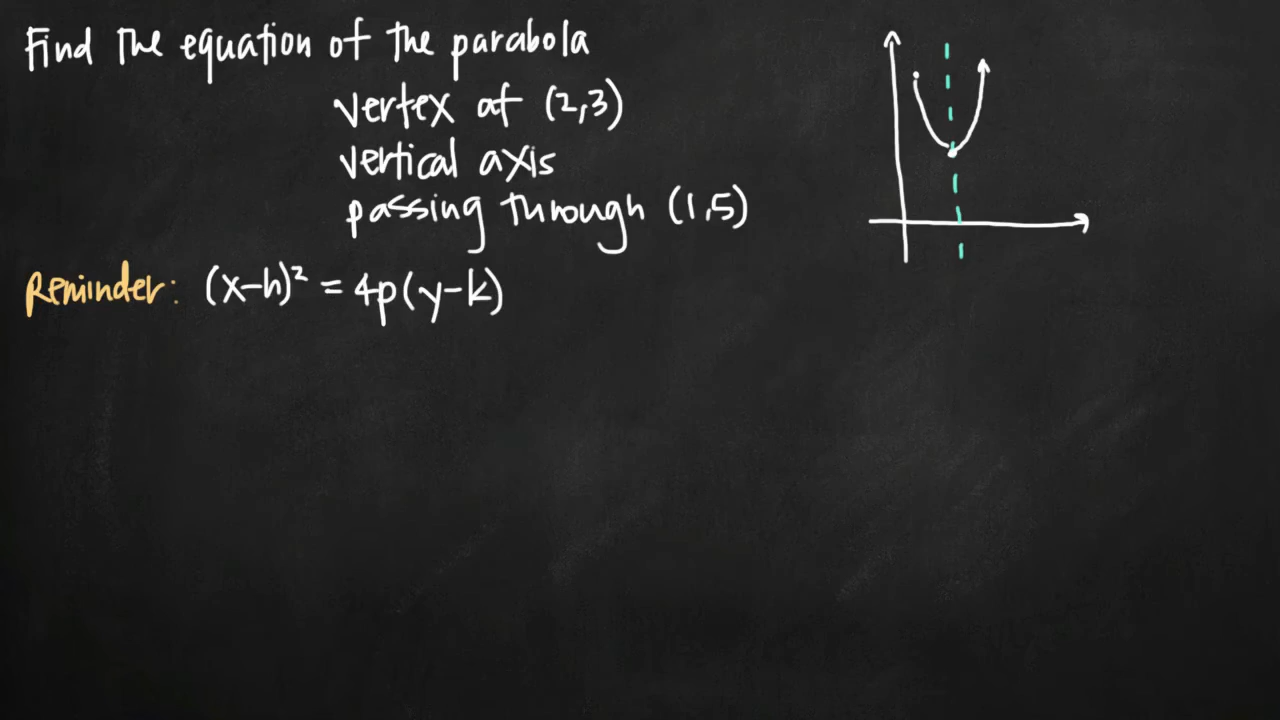 Find the equation of the parabola
vertex at (2,3)
vertical axis
passing through (1,5)
Reminder: (x-h)² = 4p(y-k)